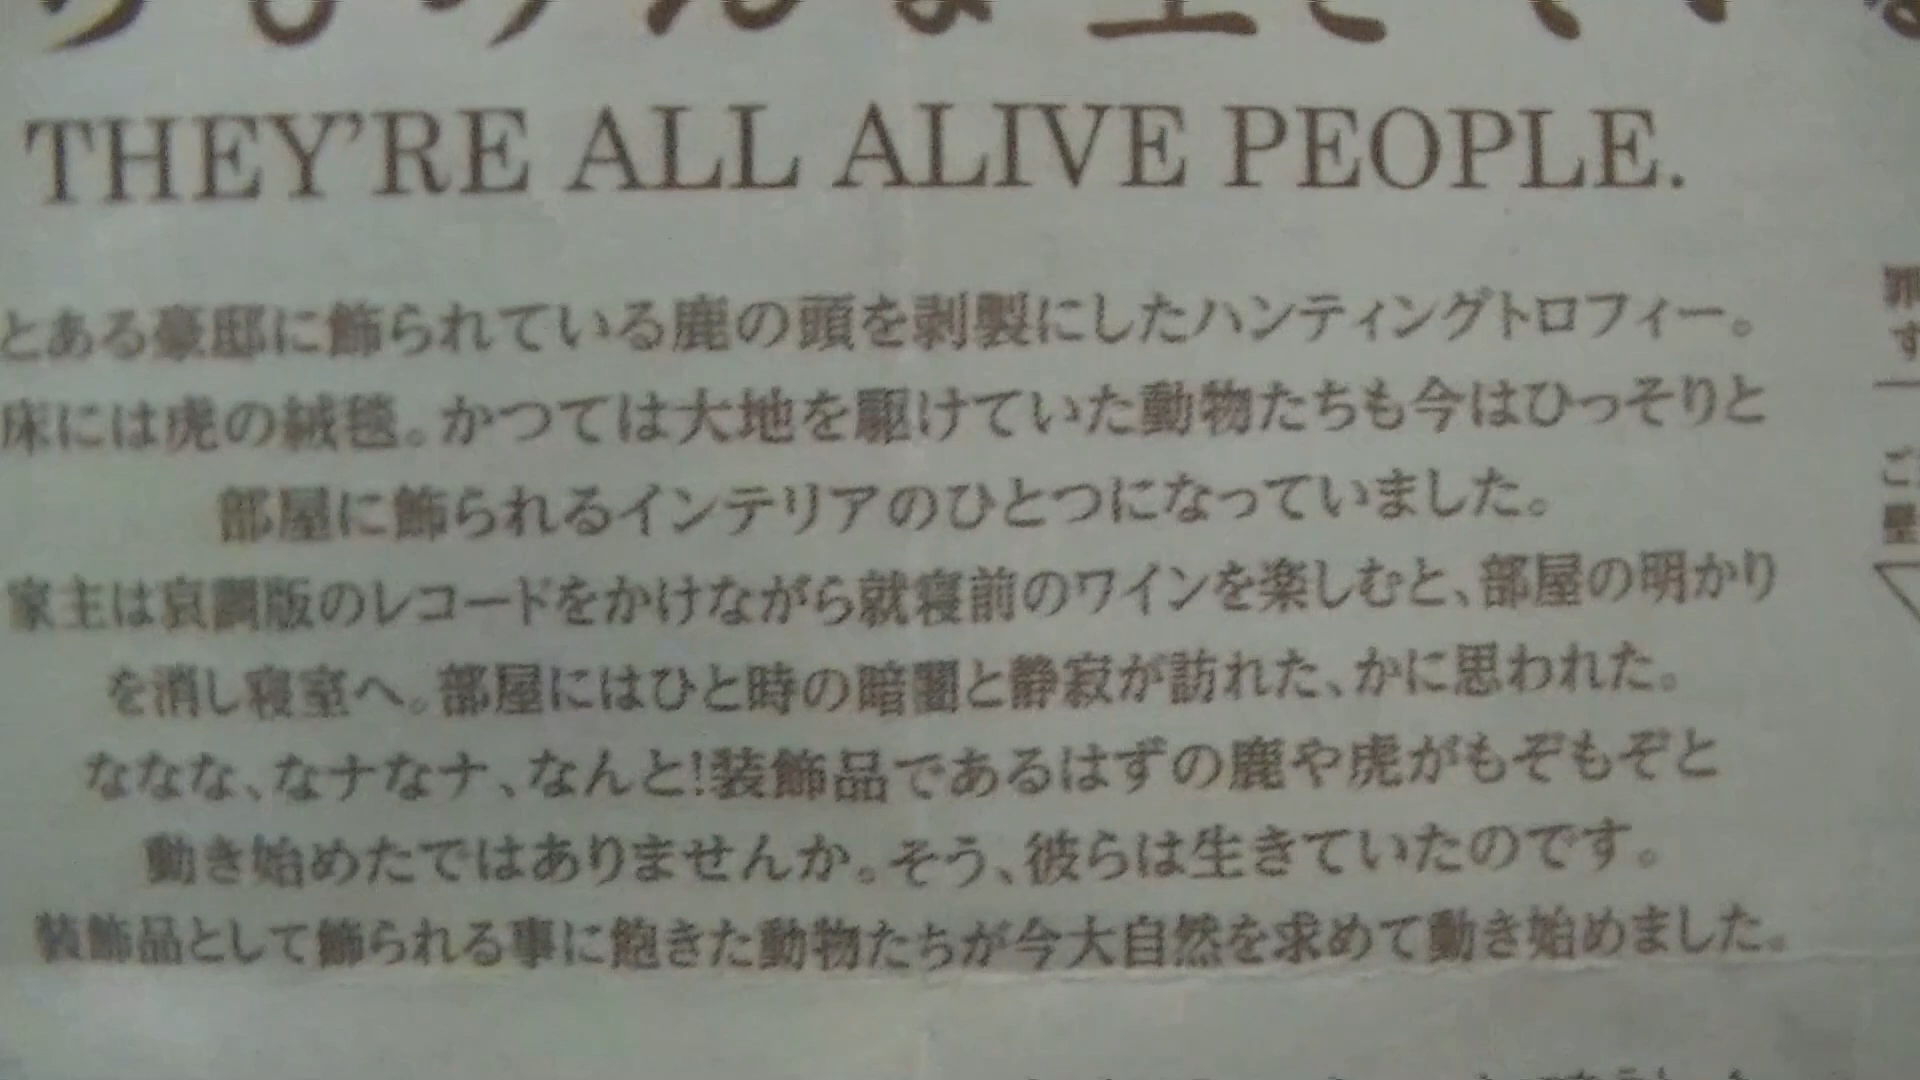 みんな生きている
THEY'RE ALL ALIVE PEOPLE.
とある豪邸に飾られている鹿の頭を剥製にしたハンティングトロフィー。
床には虎の絨毯。かつては大地を駆けていた動物たちも今はひっそりと
部屋に飾られるインテリアのひとつになっていました。
家主は哀調版のレコードをかけながら就寝前のワインを楽しむと、部屋の明かり
を消し寝室へ。部屋にはひと時の暗闇と静寂が訪れた、かに思われた。
ななな、なナなナ、なんと!装飾品であるはずの鹿や虎がもぞもぞと
動き始めたではありませんか。そう、彼らは生きていたのです。
装飾品として飾られる事に飽きた動物たちが今大自然を求めて動き始めました。